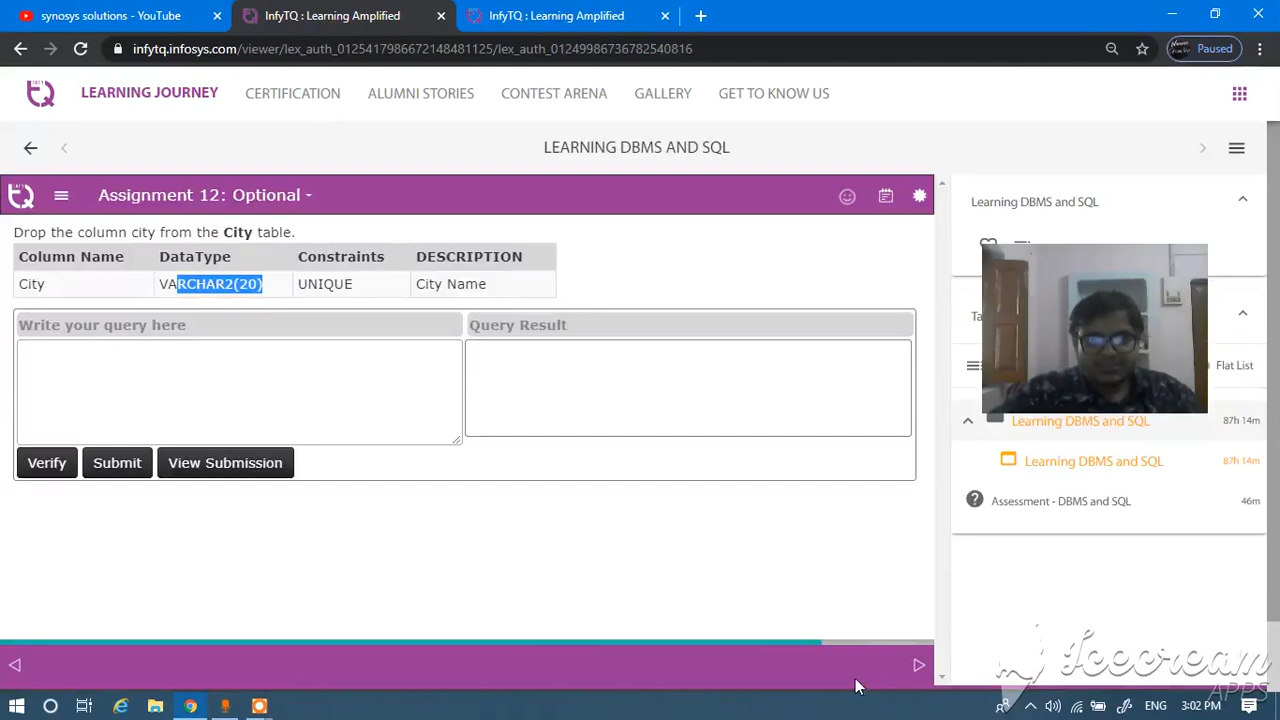 synosys solutions - YouTube
InfyTQ : Learning Amplified
InfyTQ : Learning Amplified
infytq.infosys.com/viewer/lex_auth_012541798667214848​1125/lex_auth_01249986736782540816
Paused
LEARNING JOURNEY
CERTIFICATION
ALUMNI STORIES
CONTEST ARENA
GALLERY
GET TO KNOW US
LEARNING DBMS AND SQL
Assignment 12: Optional
Learning DBMS and SQL
Drop the column city from the City table.
Column Name DataType Constraints DESCRIPTION
City VARCHAR2(20) UNIQUE City Name
Write your query here
Query Result
Flat List
Learning DBMS and SQL 87h 14m
Learning DBMS and SQL 87h 14m
Assessment - DBMS and SQL 46m
Verify Submit View Submission
Icecream
APPS
ENG 3:02 PM